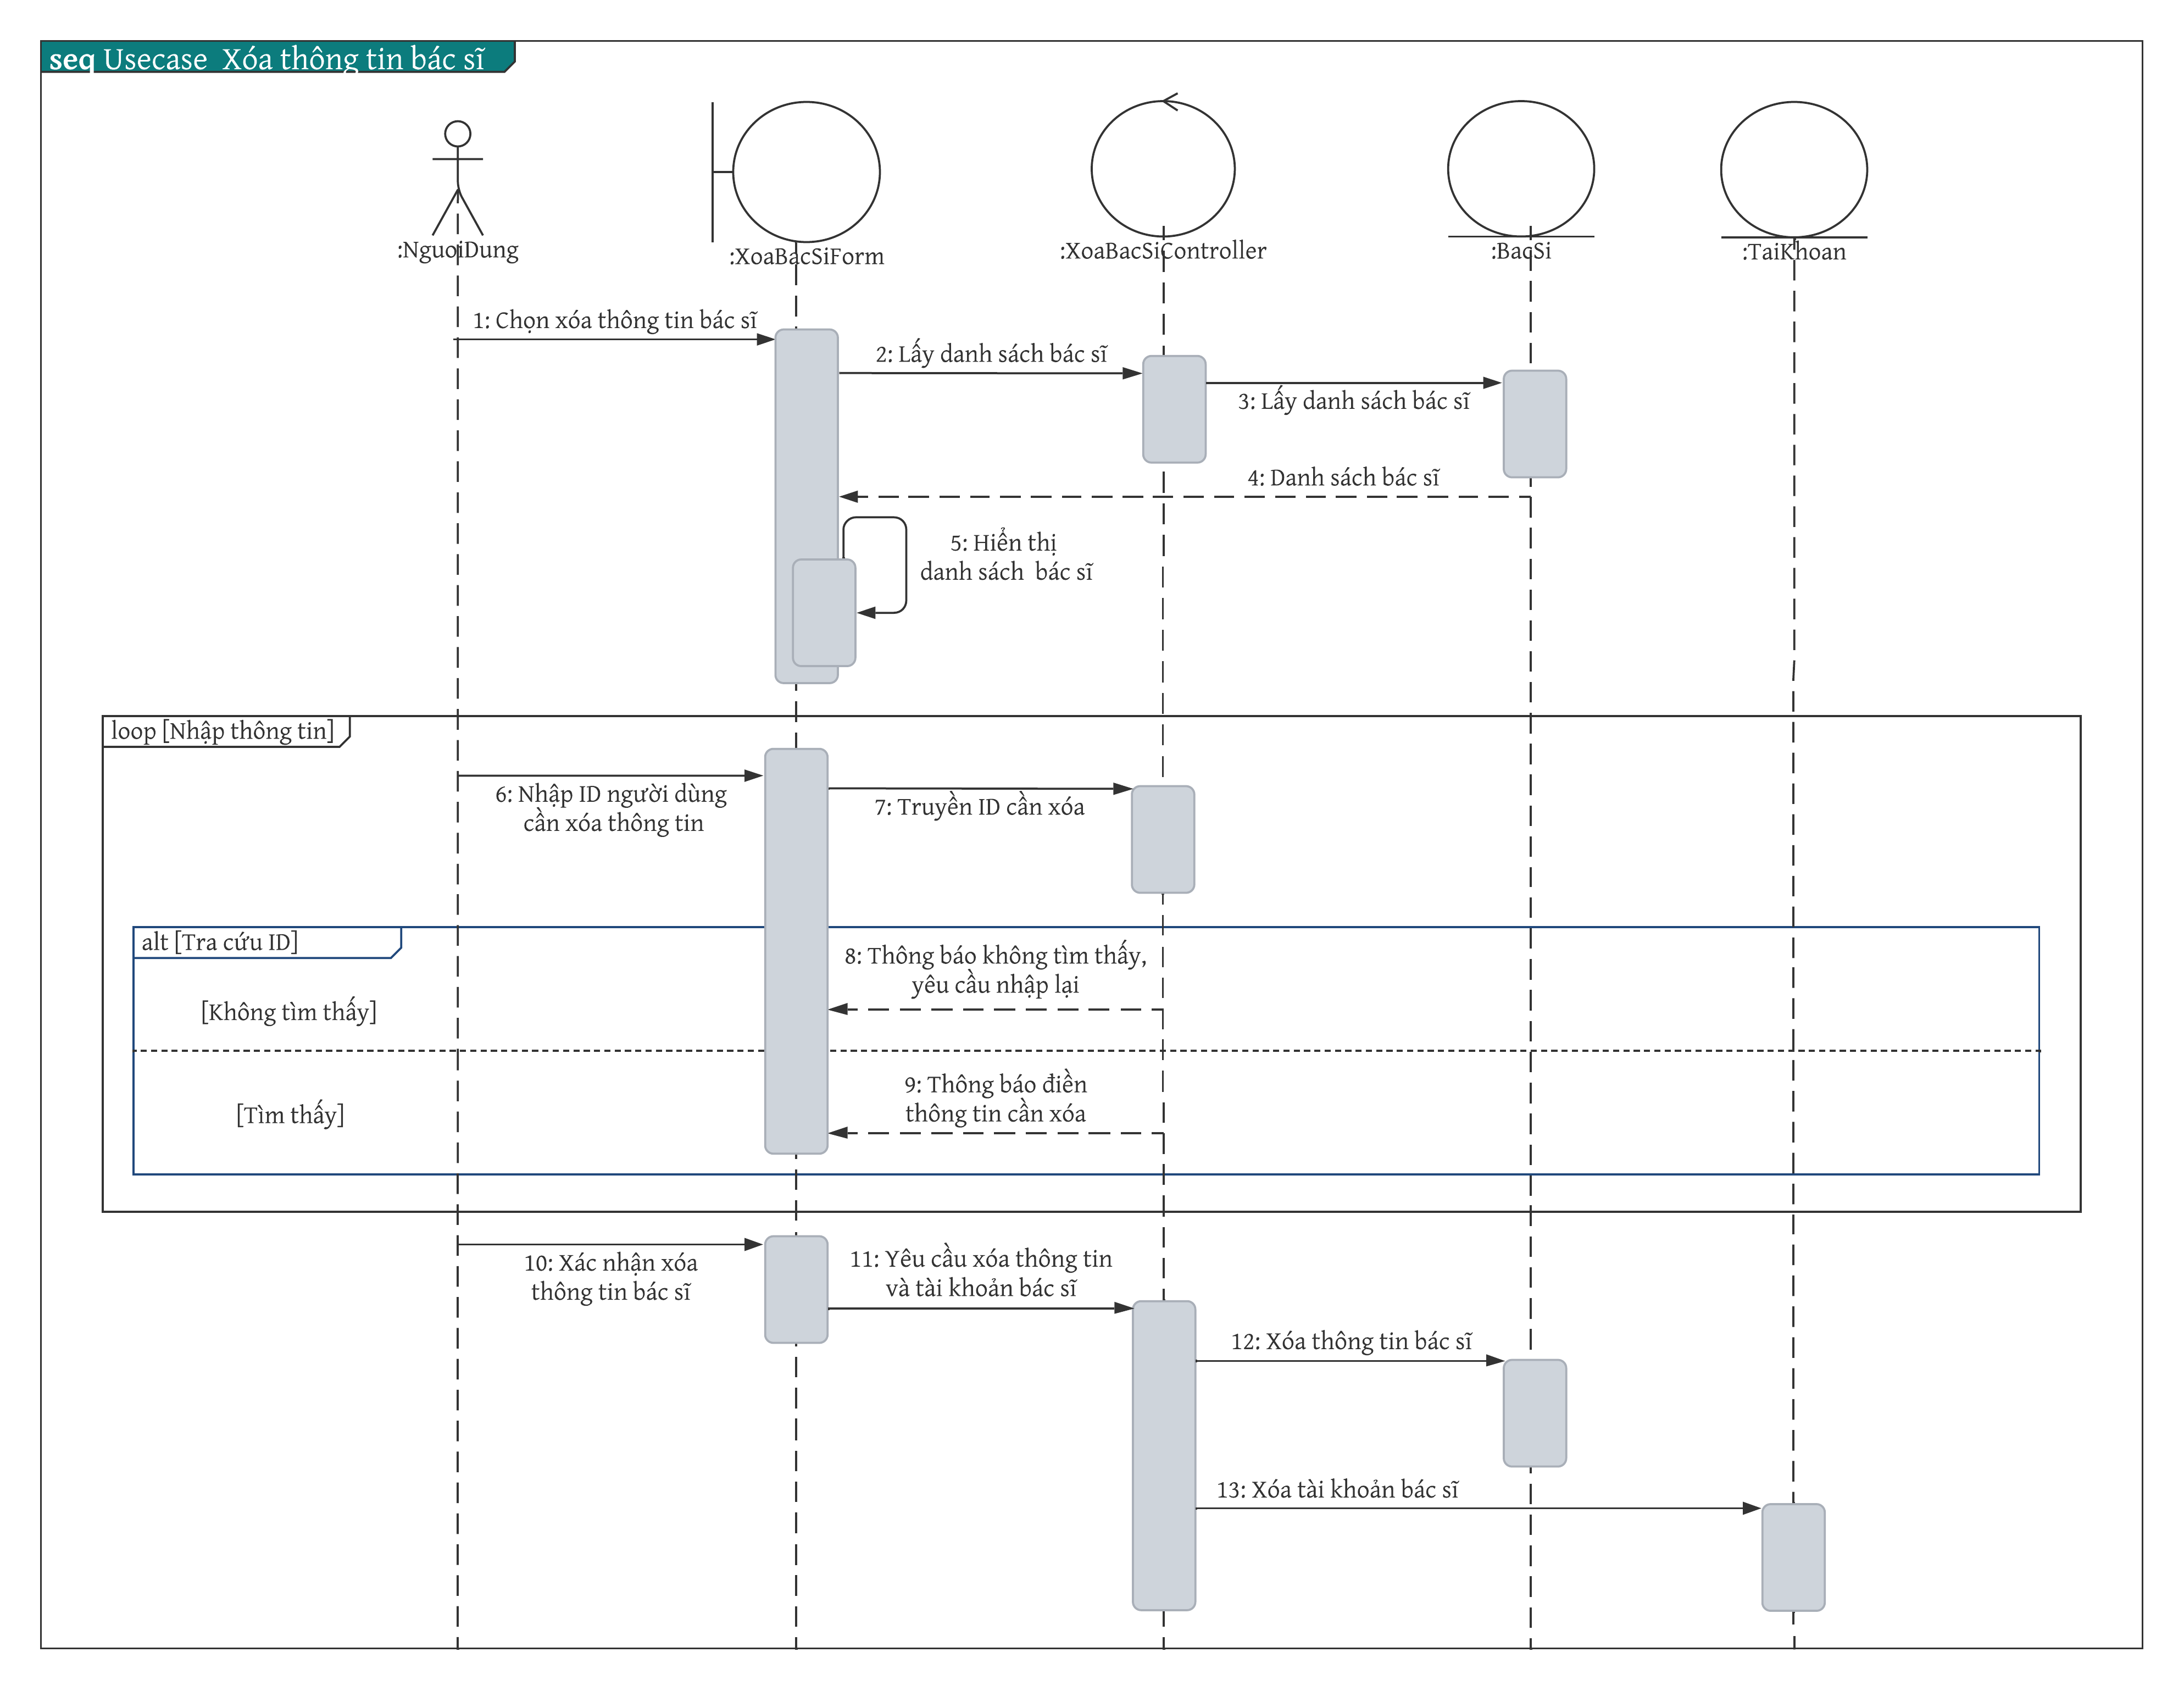 seq Usecase  Xóa thông tin bác sĩ
:NguoiDung
:XoaBacSiForm
:XoaBacSiController
:BacSi
:TaiKhoan
1: Chọn xóa thông tin bác sĩ
2: Lấy danh sách bác sĩ
3: Lấy danh sách bác sĩ
4: Danh sách bác sĩ
5: Hiển thị
danh sách  bác sĩ
loop [Nhập thông tin]
6: Nhập ID người dùng
cần xóa thông tin
7: Truyền ID cần xóa
alt [Tra cứu ID]
8: Thông báo không tìm thấy,
yêu cầu nhập lại
[Không tìm thấy]
9: Thông báo điền
thông tin cần xóa
[Tìm thấy]
10: Xác nhận xóa
thông tin bác sĩ
11: Yêu cầu xóa thông tin
và tài khoản bác sĩ
12: Xóa thông tin bác sĩ
13: Xóa tài khoản bác sĩ